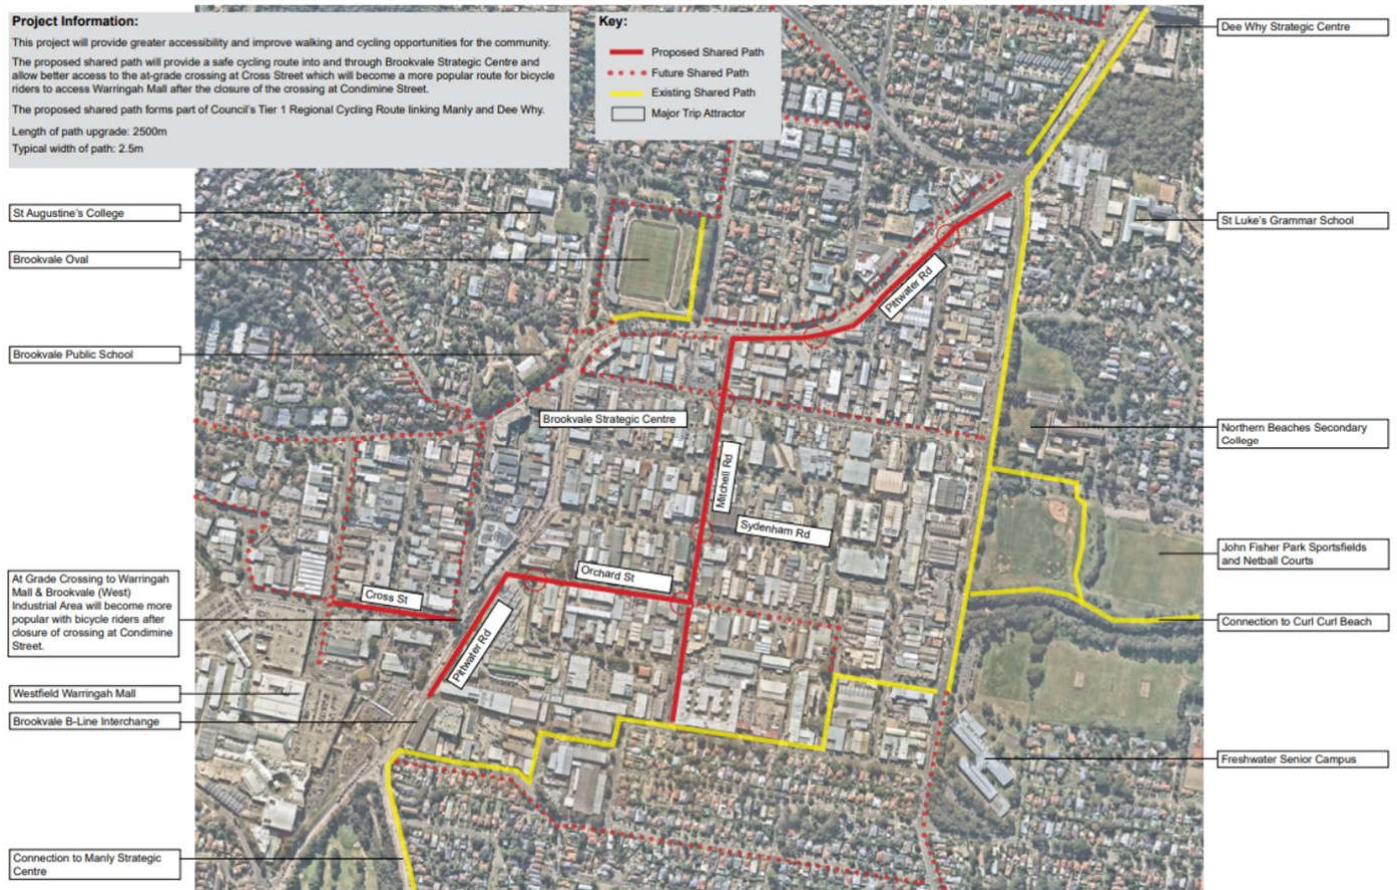 Project Information:
This project will provide greater accessibility and improve walking and cycling opportunities for the community.
The proposed shared path will provide a safe cycling route into and through Brookvale Strategic Centre and
allow better access to the at-grade crossing at Cross Street which will become a more popular route for bicycle
riders to access Warringah Mall after the closure of the crossing at Condimine Street.
The proposed shared path forms part of Council's Tier 1 Regional Cycling Route linking Manly and Dee Why.
Length of path upgrade: 2500m
Typical width of path: 2.5m
Key:
Proposed Shared Path
Future Shared Path
Existing Shared Path
Major Trip Attractor
Dee Why Strategic Centre
St Augustine's College
St Luke's Grammar School
Brookvale Oval
Pittwater Rd
Brookvale Public School
Brookvale Strategic Centre
Northern Beaches Secondary
College
Mitchell Rd
Sydenham Rd
John Fisher Park Sportsfields
and Netball Courts
Orchard St
At Grade Crossing to Warringah
Mall & Brookvale (West)
Industrial Area will become more
popular with bicycle riders after
closure of crossing at Condimine
Street.
Cross St
Connection to Curl Curl Beach
Pittwater Rd
Westfield Warringah Mall
Brookvale B-Line Interchange
Freshwater Senior Campus
Connection to Manly Strategic
Centre